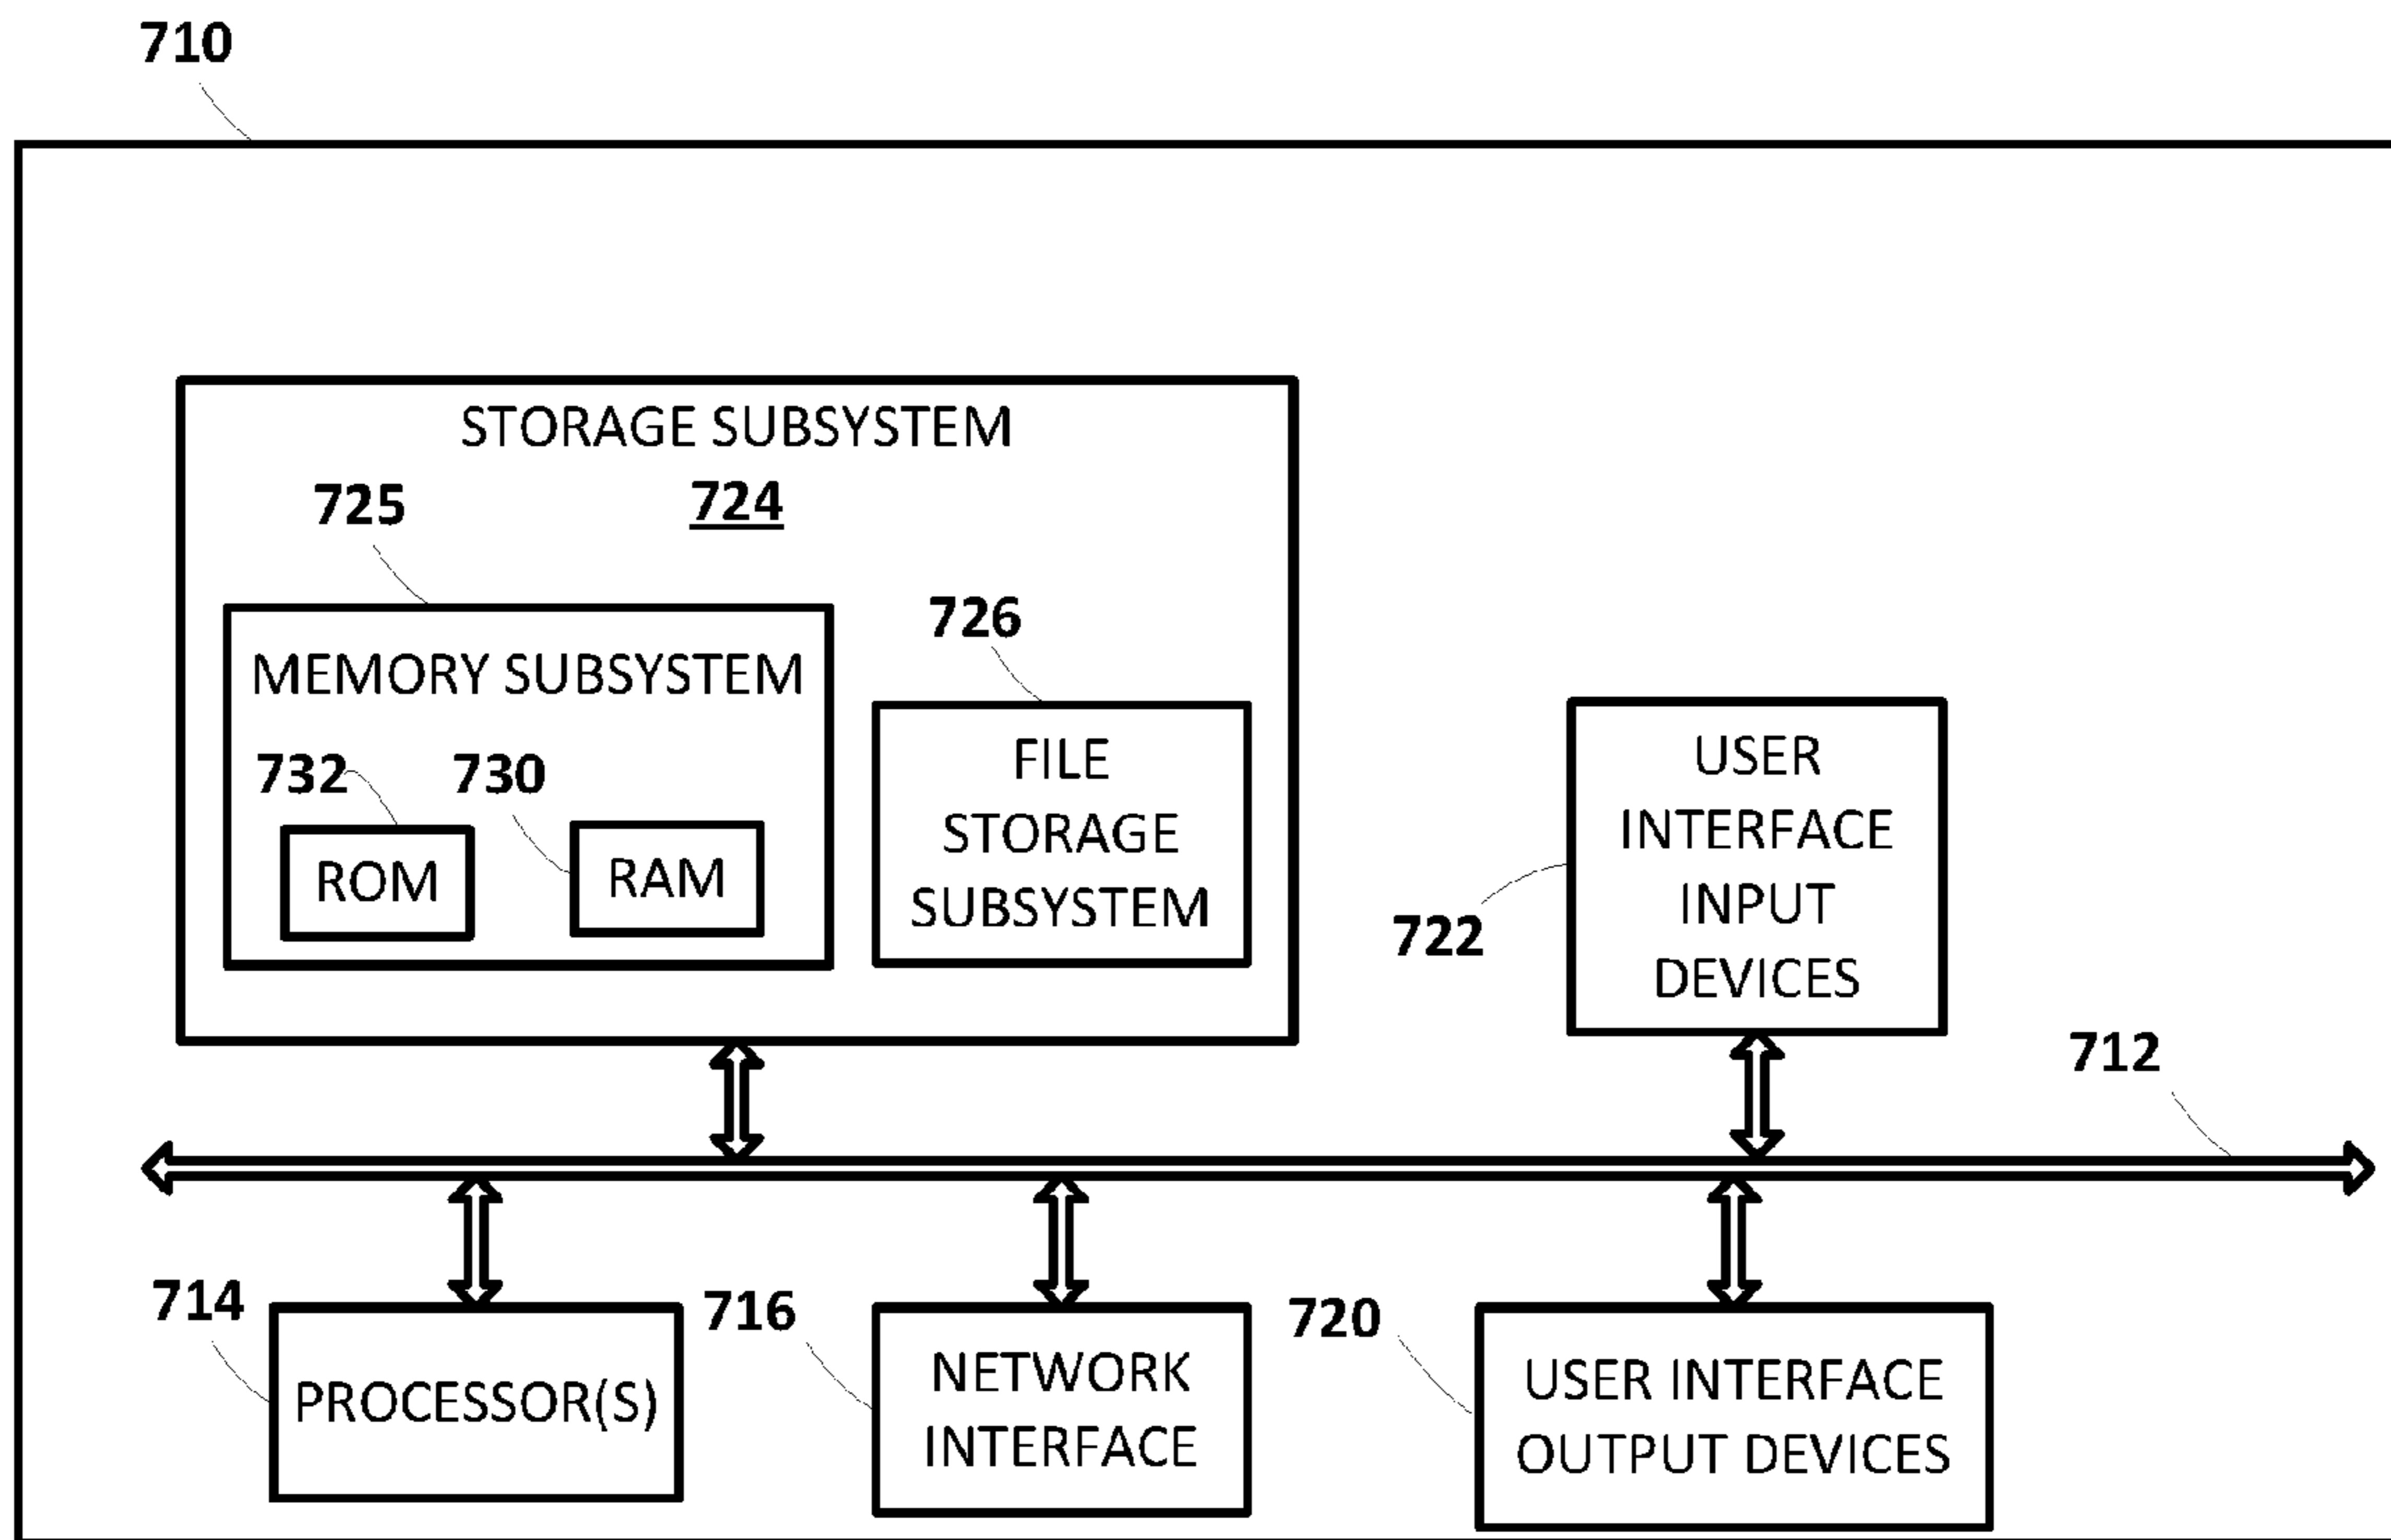 710
STORAGE SUBSYSTEM
725
724
726
MEMORY SUBSYSTEM
732
730
ROM
RAM
FILE
STORAGE
SUBSYSTEM
USER
INTERFACE
INPUT
DEVICES
722
712
714
716
720
PROCESSOR(S)
NETWORK
INTERFACE
USER INTERFACE
OUTPUT DEVICES